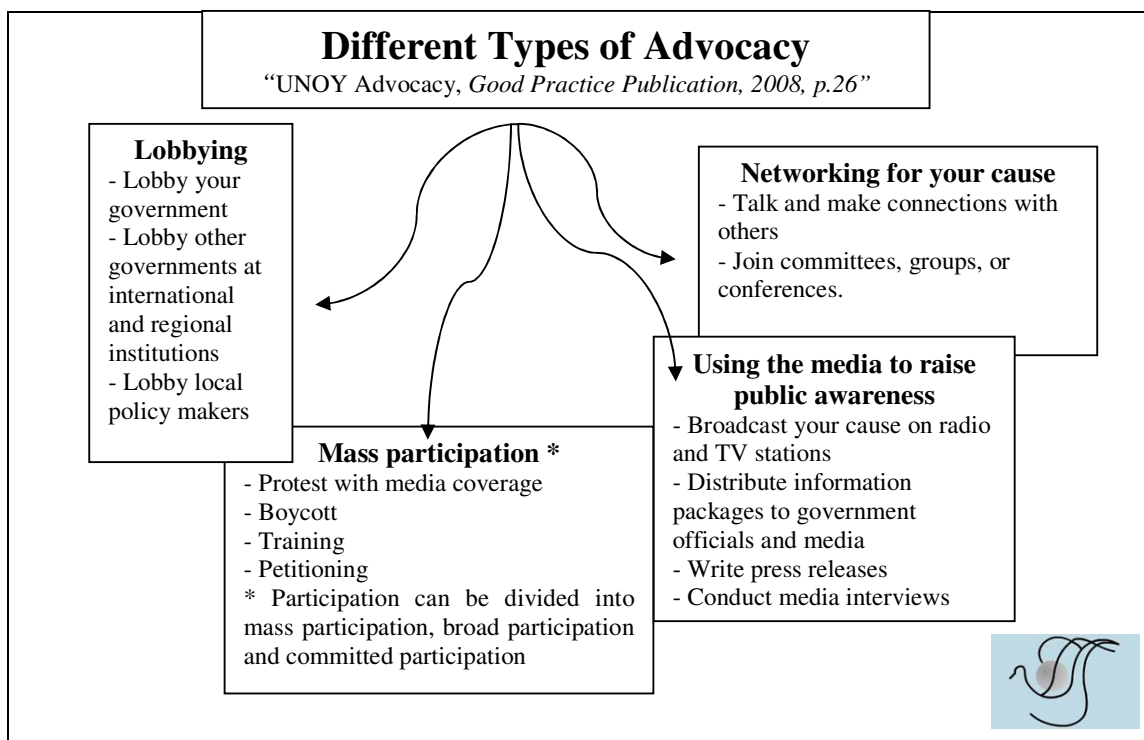 Different Types of Advocacy
“UNOY Advocacy, Good Practice Publication, 2008, p.26”
Lobbying
- Lobby your
government
- Lobby other
governments at
international
and regional
institutions
- Lobby local
policy makers
Networking for your cause
- Talk and make connections with
others
- Join committees, groups, or
conferences.
Mass participation *
- Protest with media coverage
- Boycott
- Training
- Petitioning
* Participation can be divided into
mass participation, broad participation
and committed participation
Using the media to raise
public awareness
- Broadcast your cause on radio
and TV stations
- Distribute information
packages to government
officials and media
- Write press releases
- Conduct media interviews